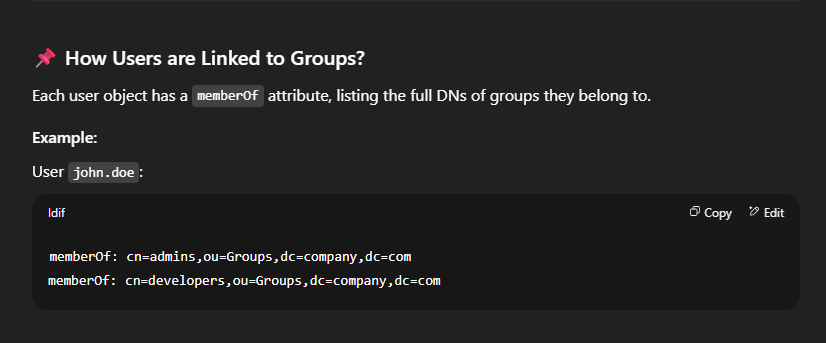 📌 How Users are Linked to Groups?
Each user object has a memberOf attribute, listing the full DNs of groups they belong to.
Example:
User john.doe:
ldif
Copy
Edit
memberOf: cn=admins,ou=Groups,dc=company,dc=com
memberOf: cn=developers,ou=Groups,dc=company,dc=com